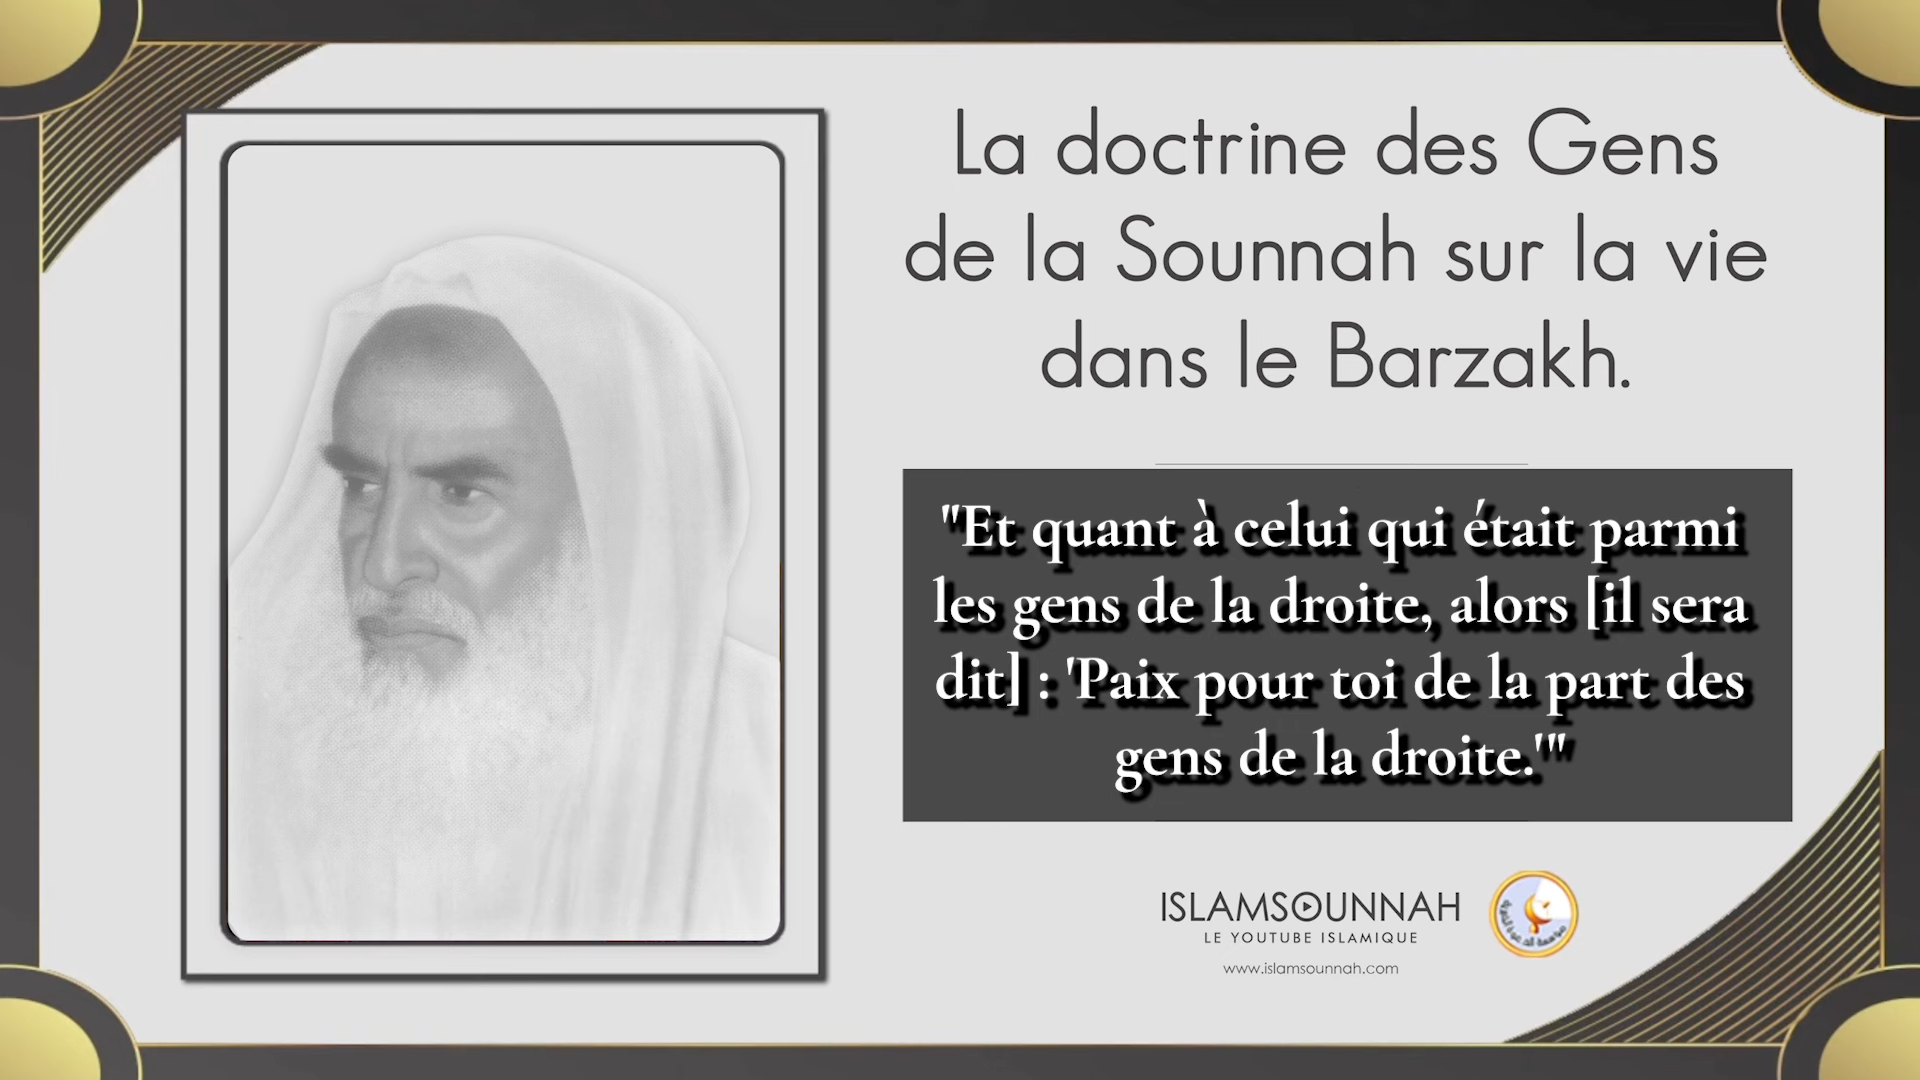 La doctrine des Gens
de la Sounnah sur la vie
dans le Barzakh.
"Et quant à celui qui était parmi
les gens de la droite, alors [il sera
dit] : 'Paix pour toi de la part des
gens de la droite.'"
ISLAMSOUNNAH
LE YOUTUBE ISLAMIQUE
www.islamsounnah.com